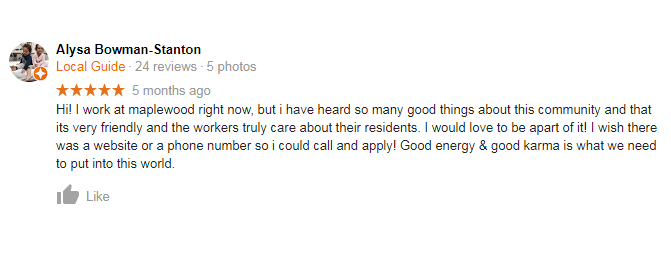 Alysa Bowman-Stanton
Local Guide · 24 reviews · 5 photos
★★★★★ 5 months ago
Hi! I work at maplewood right now, but i have heard so many good things about this community and that
its very friendly and the workers truly care about their residents. I would love to be apart of it! I wish there
was a website or a phone number so i could call and apply! Good energy & good karma is what we need
to put into this world.
Like